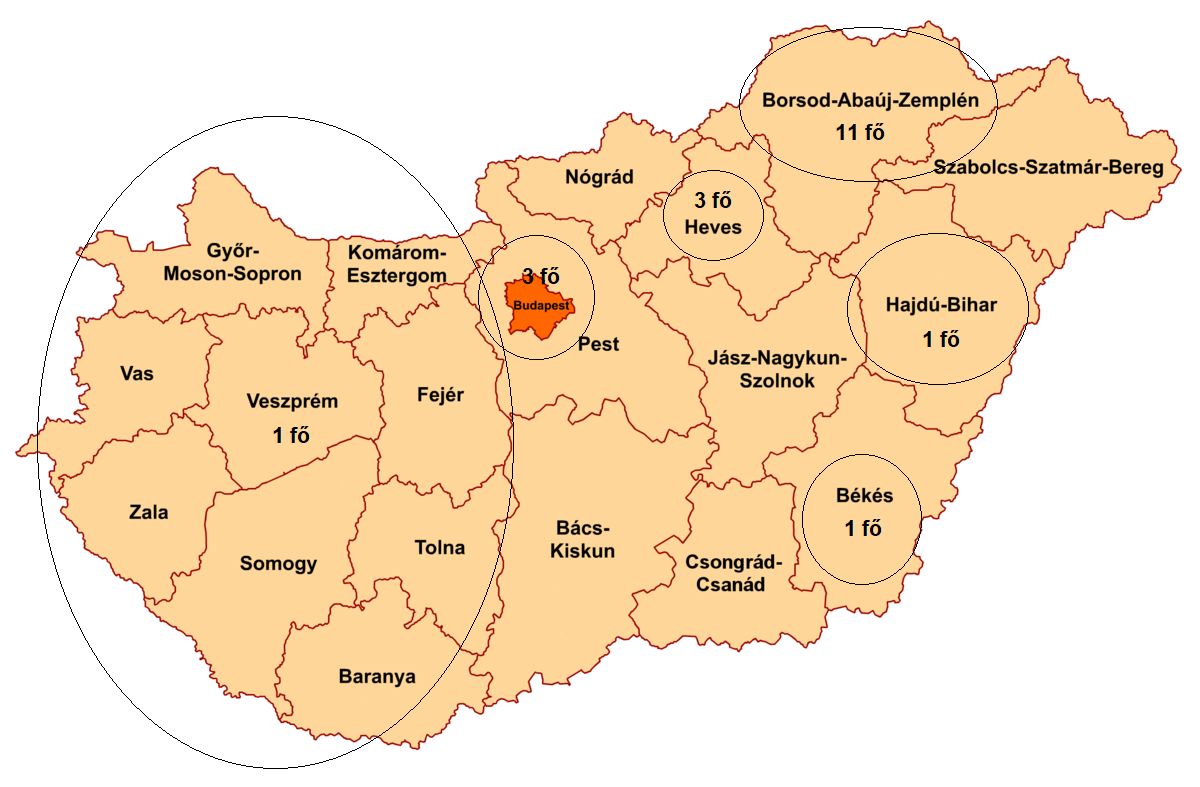 Borsod-Abaúj-Zemplén
11 fő
Szabolcs-Szatmár-Bereg
Nógrád
3 fő
Heves
Győr-
Moson-Sopron
Komárom-
Esztergom
3 fő
Budapest
Pest
Hajdú-Bihar
1 fő
Jász-Nagykun-
Szolnok
Vas
Veszprém
1 fő
Fejér
Békés
1 fő
Zala
Somogy
Tolna
Bács-
Kiskun
Csongrád-
Csanád
Baranya